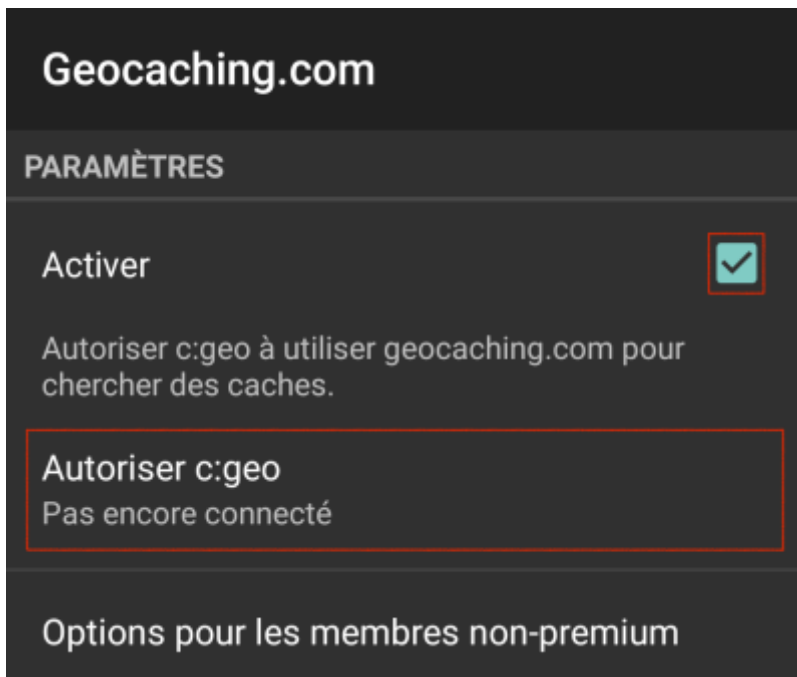 Geocaching.com
PARAMÈTRES
Activer
Autoriser c:geo à utiliser geocaching.com pour
chercher des caches.
Autoriser c:geo
Pas encore connecté
Options pour les membres non-premium